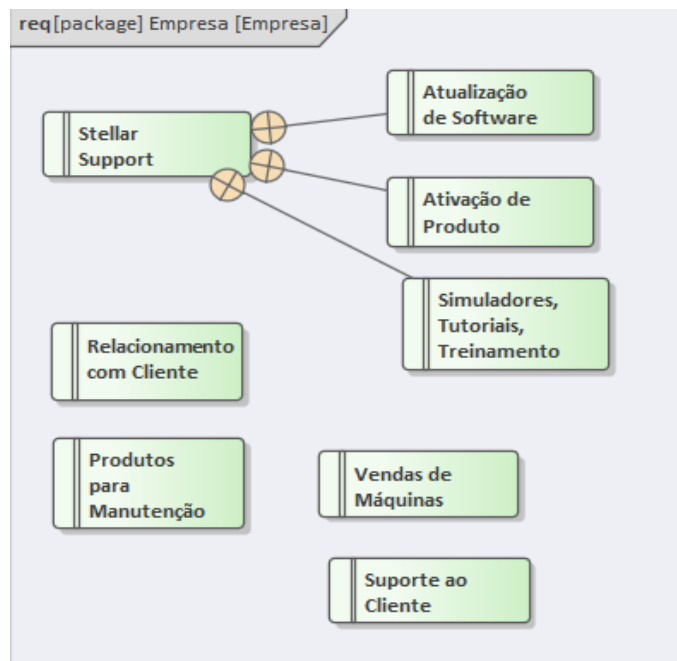 req [package] Empresa [Empresa]
Stellar
Support
Atualização
de Software
Ativação de
Produto
Simuladores,
Tutoriais,
Treinamento
Relacionamento
com Cliente
Produtos
para
Manutenção
Vendas de
Máquinas
Suporte ao
Cliente